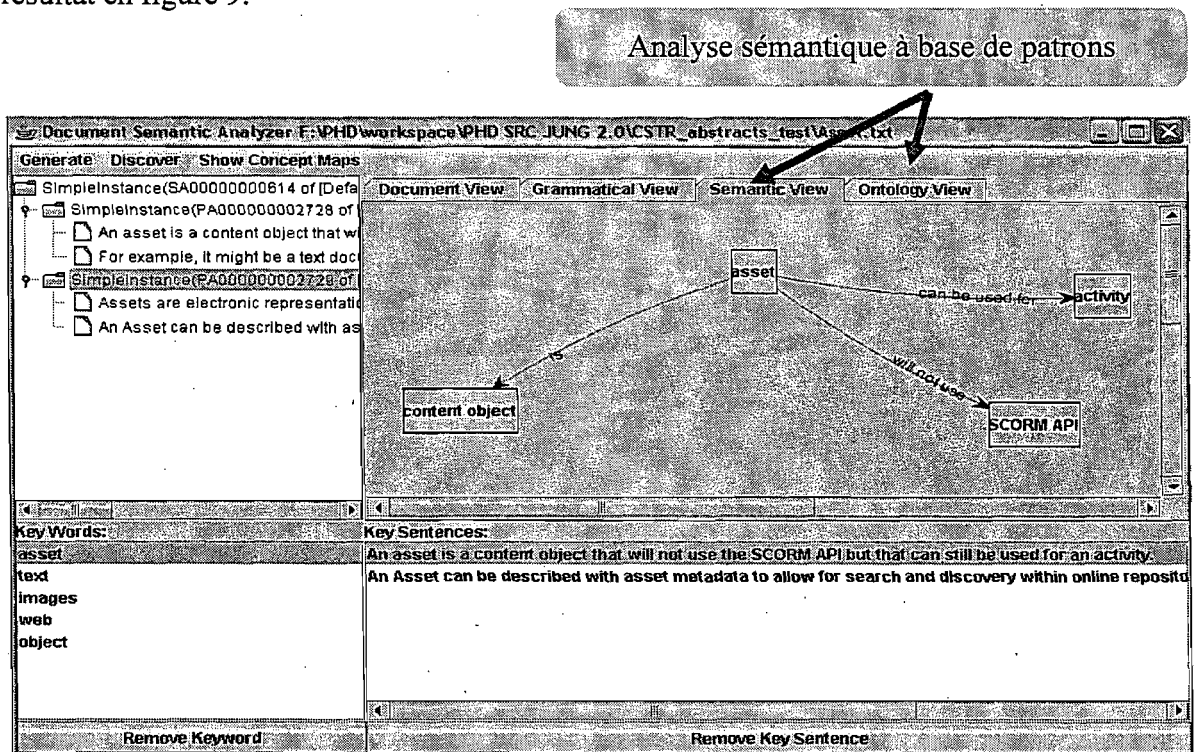 résultat en figure 9.
Analyse sémantique à base de patrons
Document Semantic Analyzer F:\PHD\workspace\PHD SRC JUNG 2.0\CSTR_abstracts_test\Asset.txt
Generate Discover Show Concept Maps
SimpleInstance(SA00000000614 of [Defa
SimpleInstance(PA000000002728 of
An asset is a content object that wi
For example, it might be a text doc
SimpleInstance(PA000000002729 of
Assets are electronic representati
An Asset can be described with as
Document View Grammatical View Semantic View Ontology View
asset
can be used for
activity
is
will not use
content object
SCORM API
Key Words:
asset
text
images
web
object
Key Sentences:
An asset is a content object that will not use the SCORM API but that can still be used for an activity.
An Asset can be described with asset metadata to allow for search and discovery within online reposito
Remove Keyword
Remove Key Sentence